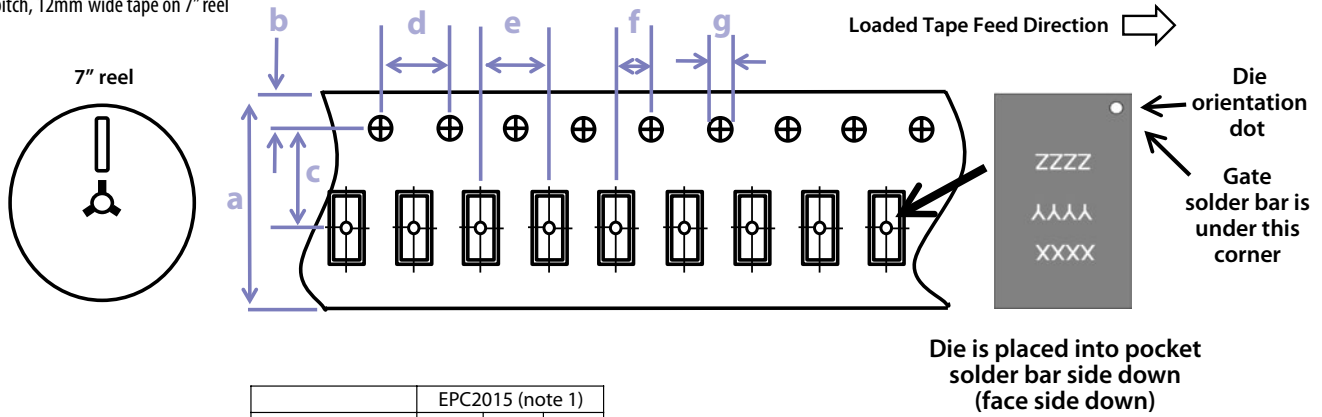 pitch, 12mm wide tape on 7" reel
7" reel
a
b
c
d
e
f
g
Loaded Tape Feed Direction
ZZZZ
YYYY
XXXX
Die
orientation
dot
Gate
solder bar is
under this
corner
Die is placed into pocket
solder bar side down
(face side down)
EPC2015 (note 1)